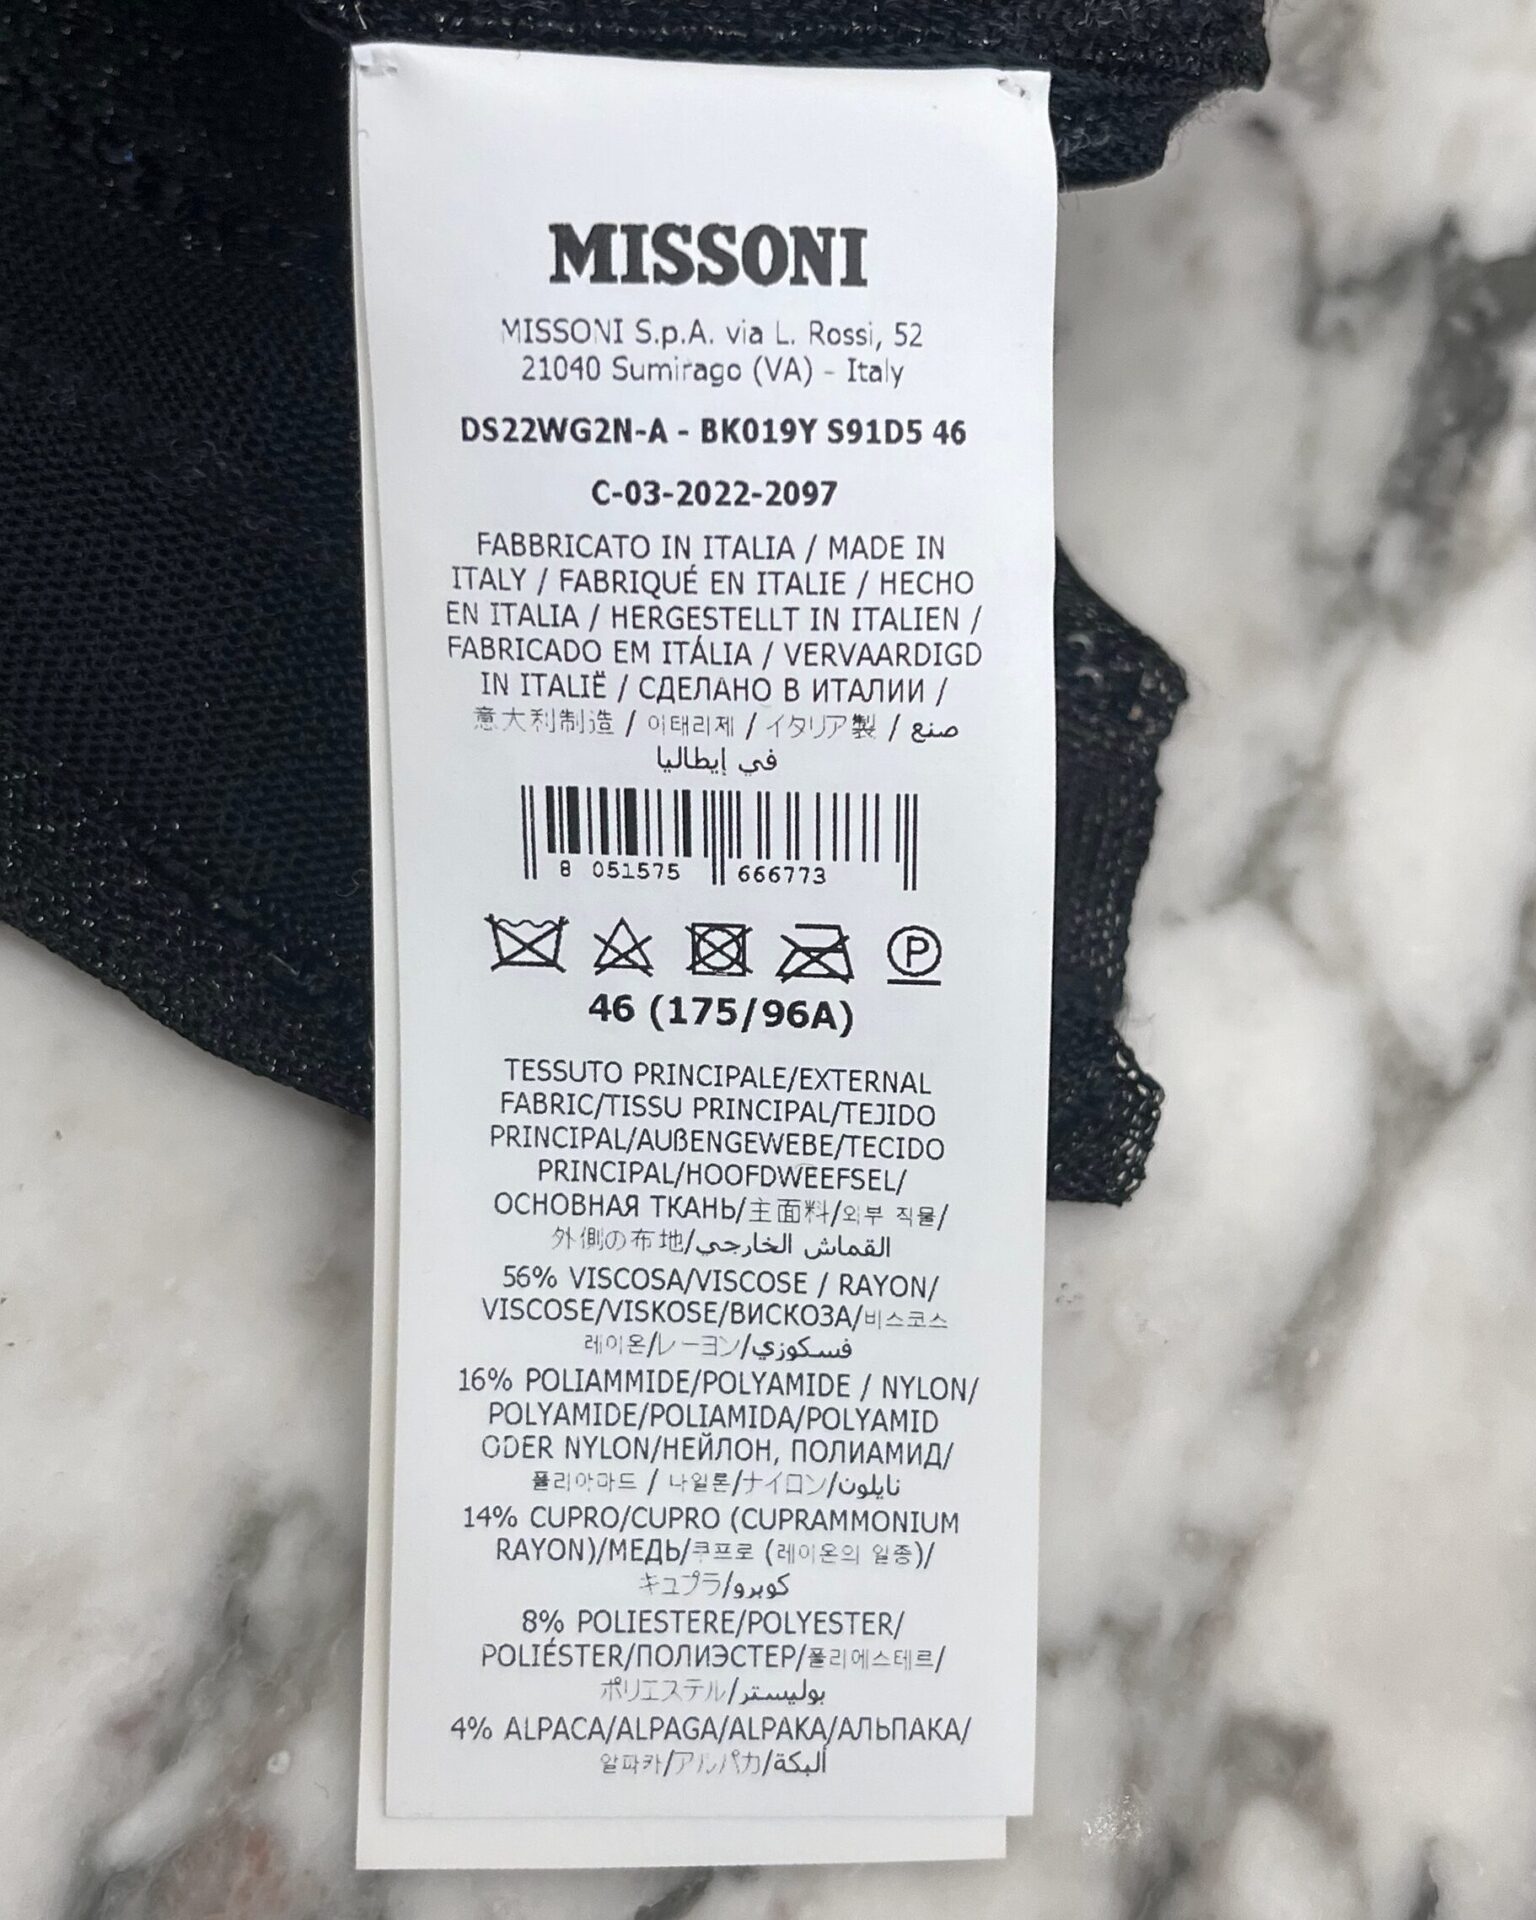 MISSONI
MISSONI S.p.A. via L. Rossi, 52
21040 Sumirago (VA) - Italy
DS22WG2N-A - BK019Y S91D5 46
C-03-2022-2097
FABBRICATO IN ITALIA / MADE IN
ITALY / FABRIQUÉ EN ITALIE / HECHO
EN ITALIA / HERGESTELLT IN ITALIEN /
FABRICADO EM ITÁLIA / VERVAARDIGD
IN ITALIË / СДЕЛАНО В ИТАЛИИ /
意大利制造 / 이태리제 / イタリア製 / صنع
في إيطاليا
8 051575 666773
P
46 (175/96A)
TESSUTO PRINCIPALE/EXTERNAL
FABRIC/TISSU PRINCIPAL/TEJIDO
PRINCIPAL/AUßENGEWEBE/TECIDO
PRINCIPAL/HOOFDWEEFSEL/
ОСНОВНАЯ ТКАНЬ/主面料/외부 직물/
外側の布地/القماش الخارجي
56% VISCOSA/VISCOSE / RAYON/
VISCOSE/VISKOSE/ВИСКОЗА/비스코스
레이온/レーヨン/فسكوزي
16% POLIAMMIDE/POLYAMIDE / NYLON/
POLYAMIDE/POLIAMIDA/POLYAMID
ODER NYLON/НЕЙЛОН, ПОЛИАМИД/
폴리아마드 / 나일론/ナイロン/نايلون
14% CUPRO/CUPRO (CUPRAMMONIUM
RAYON)/МЕДЬ/쿠프로 (레이온의 일종)/
キュプラ/كوبرو
8% POLIESTERE/POLYESTER/
POLIÉSTER/ПОЛИЭСТЕР/폴리에스테르/
ポリエステル/بوليستر
4% ALPACA/ALPAGA/ALPAKA/АЛЬПАКА/
알파카/アルパカ/ألبكة